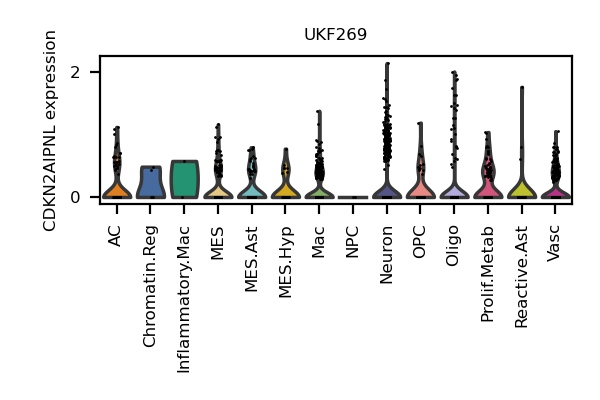 UKF269
CDKN2AIPNL expression
2
0
AC
Chromatin.Reg
Inflammatory.Mac
MES
MES.Ast
MES.Hyp
Mac
NPC
Neuron
OPC
Oligo
Prolif.Metab
Reactive.Ast
Vasc